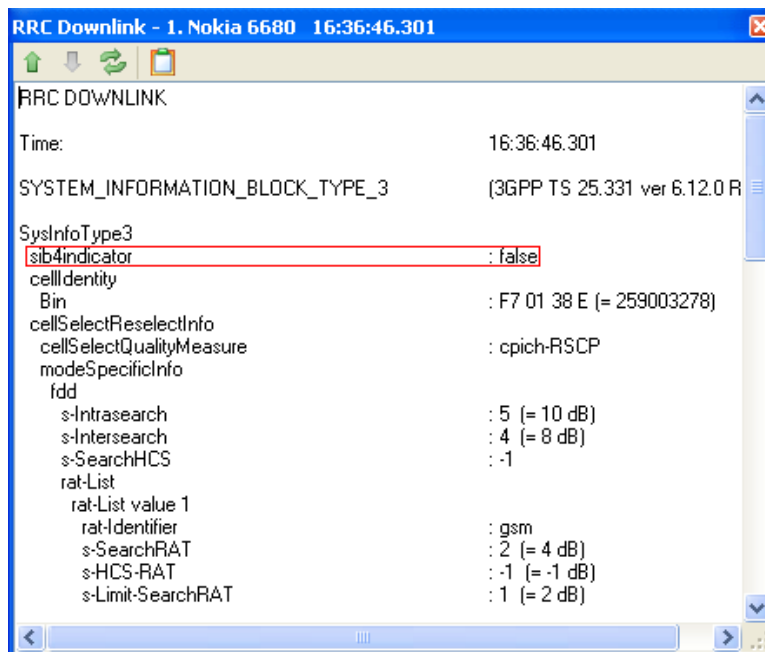 RRC Downlink - 1. Nokia 6680 16:36:46.301
RRC DOWNLINK
Time: 16:36:46.301
SYSTEM_INFORMATION_BLOCK_TYPE_3 (3GPP TS 25.331 ver 6.12.0 R
SysInfoType3
sib4indicator : false
cellIdentity
Bin : F7 01 38 E (= 259003278)
cellSelectReselectInfo
cellSelectQualityMeasure : cpich-RSCP
modeSpecificInfo
fdd
s-Intrasearch : 5 (= 10 dB)
s-Intersearch : 4 (= 8 dB)
s-SearchHCS : -1
rat-List
rat-List value 1
rat-Identifier : gsm
s-SearchRAT : 2 (= 4 dB)
s-HCS-RAT : -1 (= -1 dB)
s-Limit-SearchRAT : 1 (= 2 dB)